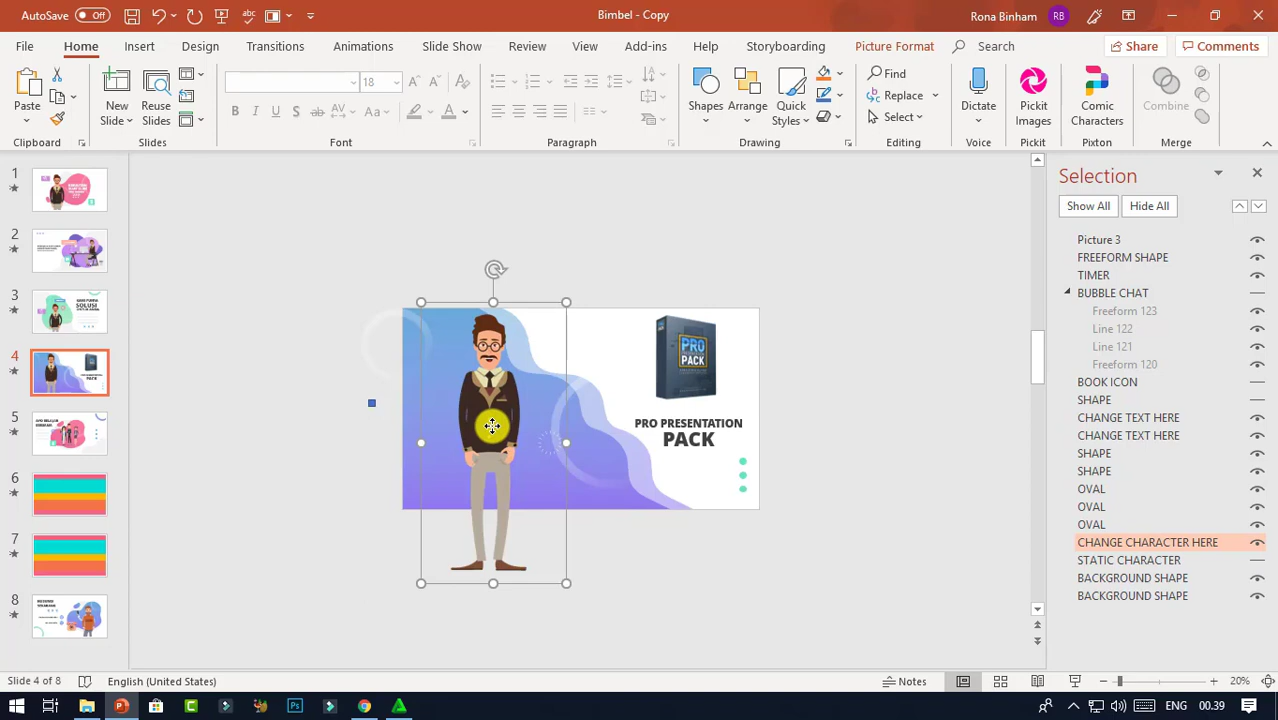 AutoSave Off
Bimbel - Copy
Rona Binham RB
File Home Insert Design Transitions Animations Slide Show Review View Add-ins Help Storyboarding Picture Format Search Share Comments
Paste
New Slide
Reuse Slides
18
Shapes
Arrange
Quick Styles
Find
Replace
Select
Dictate
Pickit Images
Comic Characters
Combine
Clipboard Slides Font Paragraph Drawing Editing Voice Pickit Pixton Merge
1
2
3
4
5
6
7
8
SOLUSI
PRO
PACK
PRO PRESENTATION
PACK
Selection
Show All Hide All
Picture 3
FREEFORM SHAPE
TIMER
BUBBLE CHAT
Freeform 123
Line 122
Line 121
Freeform 120
BOOK ICON
SHAPE
CHANGE TEXT HERE
CHANGE TEXT HERE
SHAPE
SHAPE
OVAL
OVAL
OVAL
CHANGE CHARACTER HERE
STATIC CHARACTER
BACKGROUND SHAPE
BACKGROUND SHAPE
Slide 4 of 8 English (United States) Notes 20%
ENG 00.39